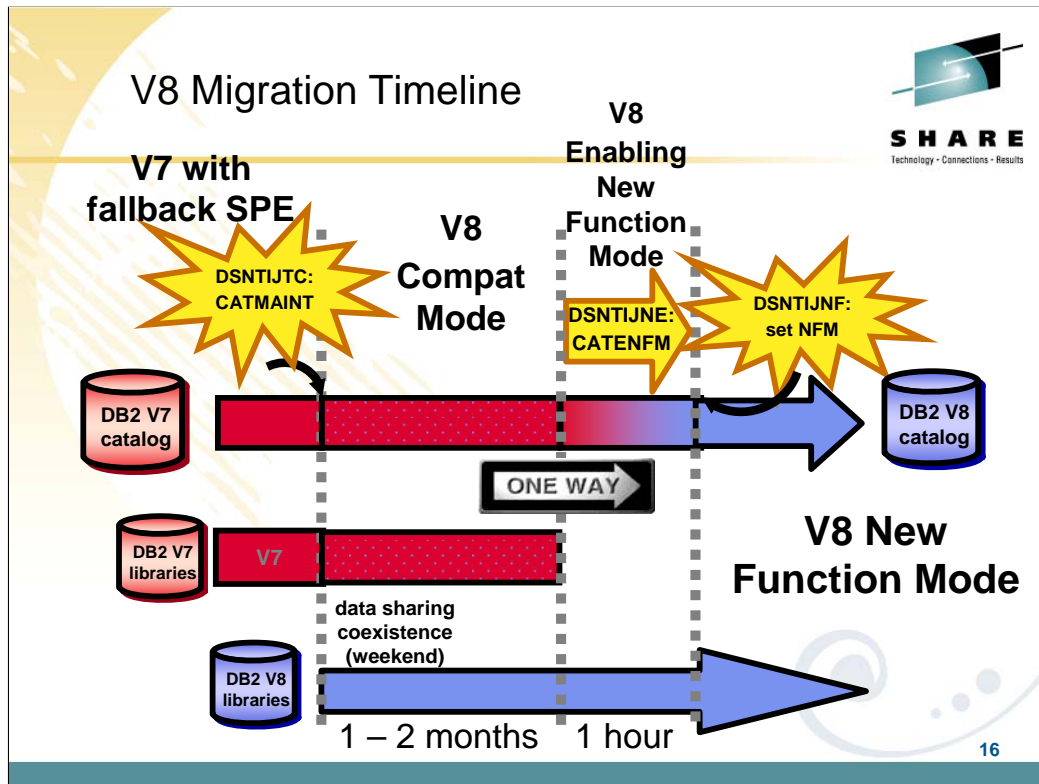 V8 Migration Timeline
SHARE
Technology • Connections • Results
V7 with
fallback SPE
V8
Compat
Mode
V8
Enabling
New
Function
Mode
DSNTIJTC:
CATMAINT
DSNTIJNE:
CATENFM
DSNTIJNF:
set NFM
DB2 V7
catalog
DB2 V8
catalog
ONE WAY
DB2 V7
libraries
V7
V8 New
Function Mode
data sharing
coexistence
(weekend)
DB2 V8
libraries
1 – 2 months
1 hour
16